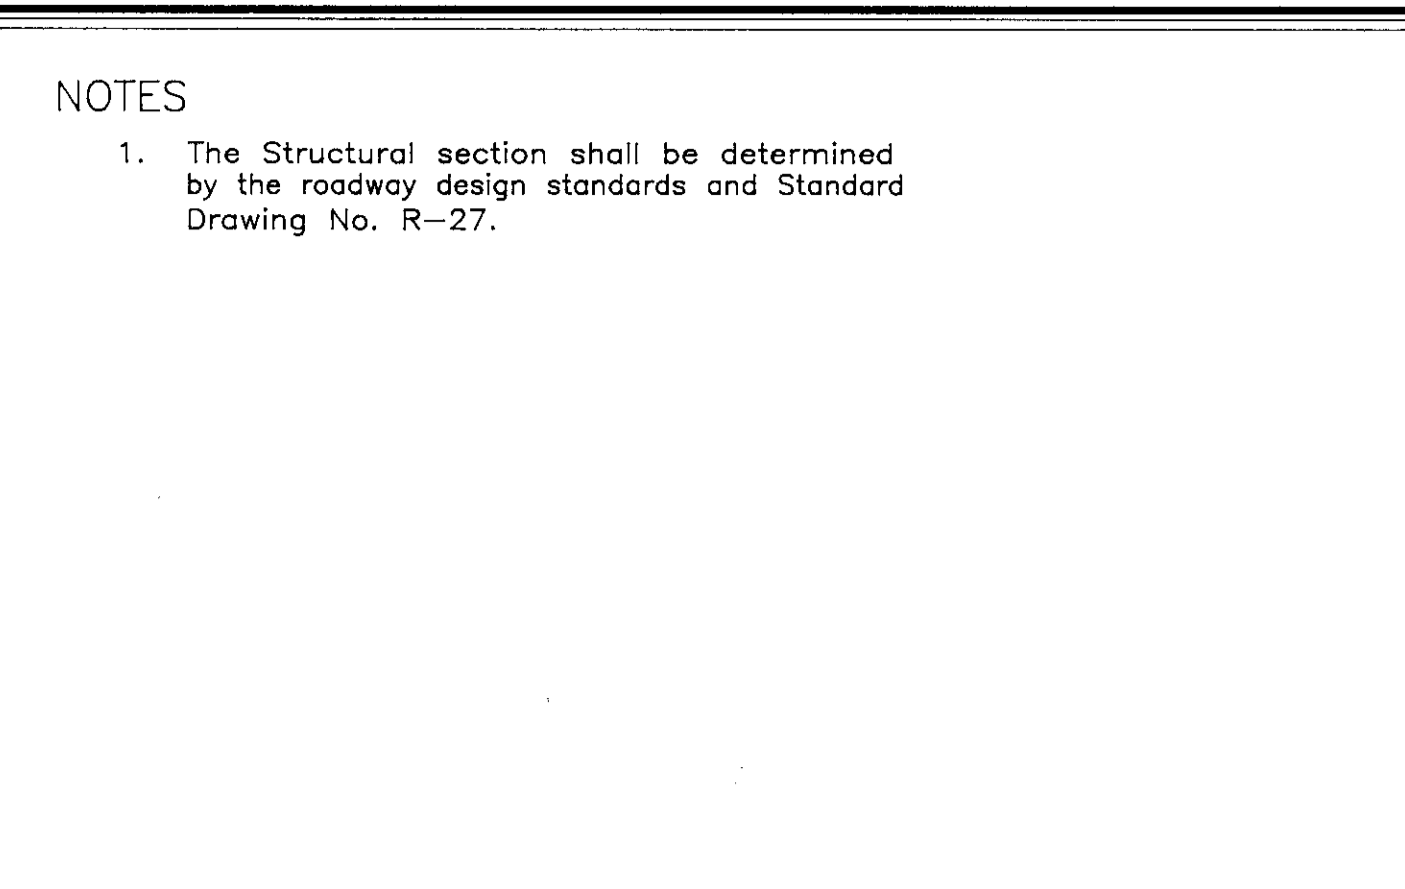 NOTES
1. The Structural section shall be determined
by the roadway design standards and Standard
Drawing No. R-27.